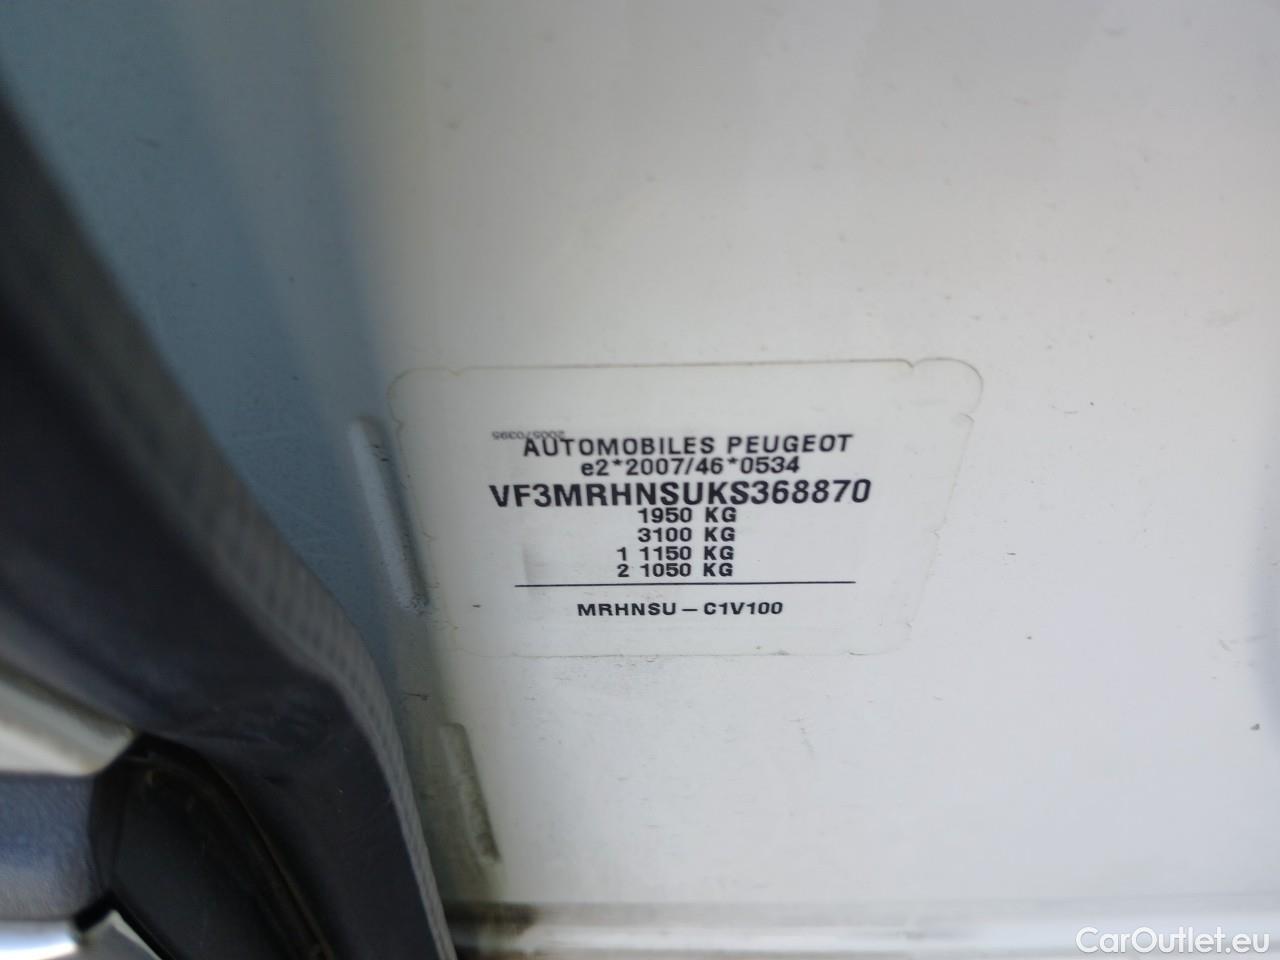 200570395
AUTOMOBILES PEUGEOT
e2*2007/46*0534
VF3MRHNSUKS368870
1950 KG
3100 KG
1 1150 KG
2 1050 KG
MRHNSU – C1V100
CarOutlet.eu